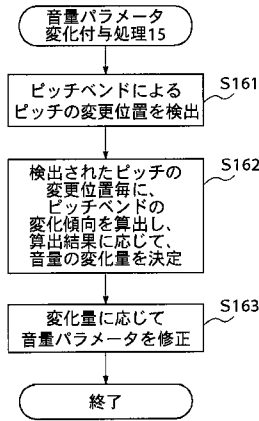 音量パラメータ
変化付与処理15
S161
ピッチベンドによる
ピッチの変更位置を検出
S162
検出されたピッチの
変更位置毎に、
ピッチベンドの
変化傾向を算出し、
算出結果に応じて、
音量の変化量を決定
S163
変化量に応じて
音量パラメータを修正
終了